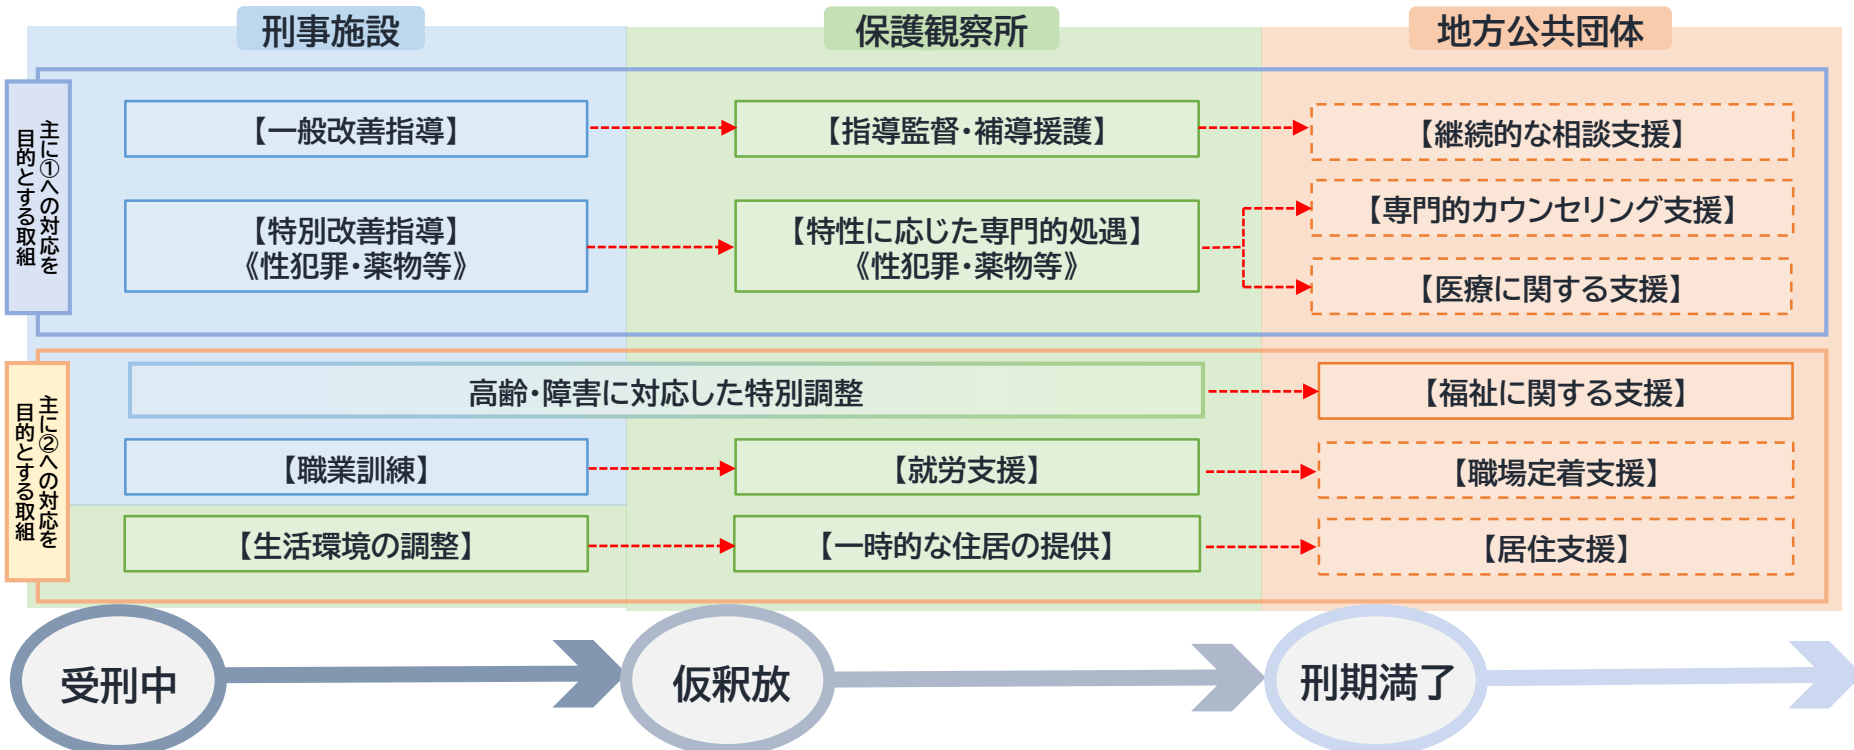 刑事施設
保護観察所
地方公共団体
主に①への対応を
目的とする取組
【一般改善指導】
【指導監督・補導援護】
【継続的な相談支援】
【特別改善指導】
《性犯罪・薬物等》
【特性に応じた専門的処遇】
《性犯罪・薬物等》
【専門的カウンセリング支援】
【医療に関する支援】
主に②への対応を
目的とする取組
高齢・障害に対応した特別調整
【福祉に関する支援】
【職業訓練】
【就労支援】
【職場定着支援】
【生活環境の調整】
【一時的な住居の提供】
【居住支援】
受刑中
仮釈放
刑期満了